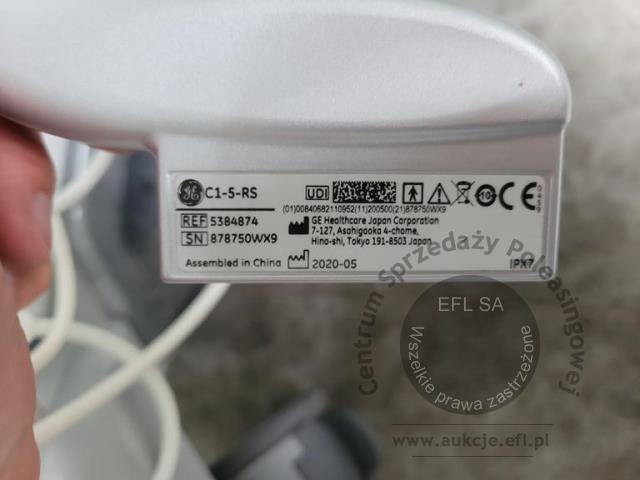 GE C1-5-RS
UDI
(01)00840682110952(11)200500(21)878750WX9
REF 5384874
SN 878750WX9
GE Healthcare Japan Corporation
7-127, Asahigaoka 4-chome,
Hino-shi, Tokyo 191-8503 Japan
Assembled in China 2020-05
10
CE
0459
IPX7
Centrum Sprzedaży Poleasingowej
EFL SA
Wszelkie prawa zastrzeżone
www.aukcje.efl.pl